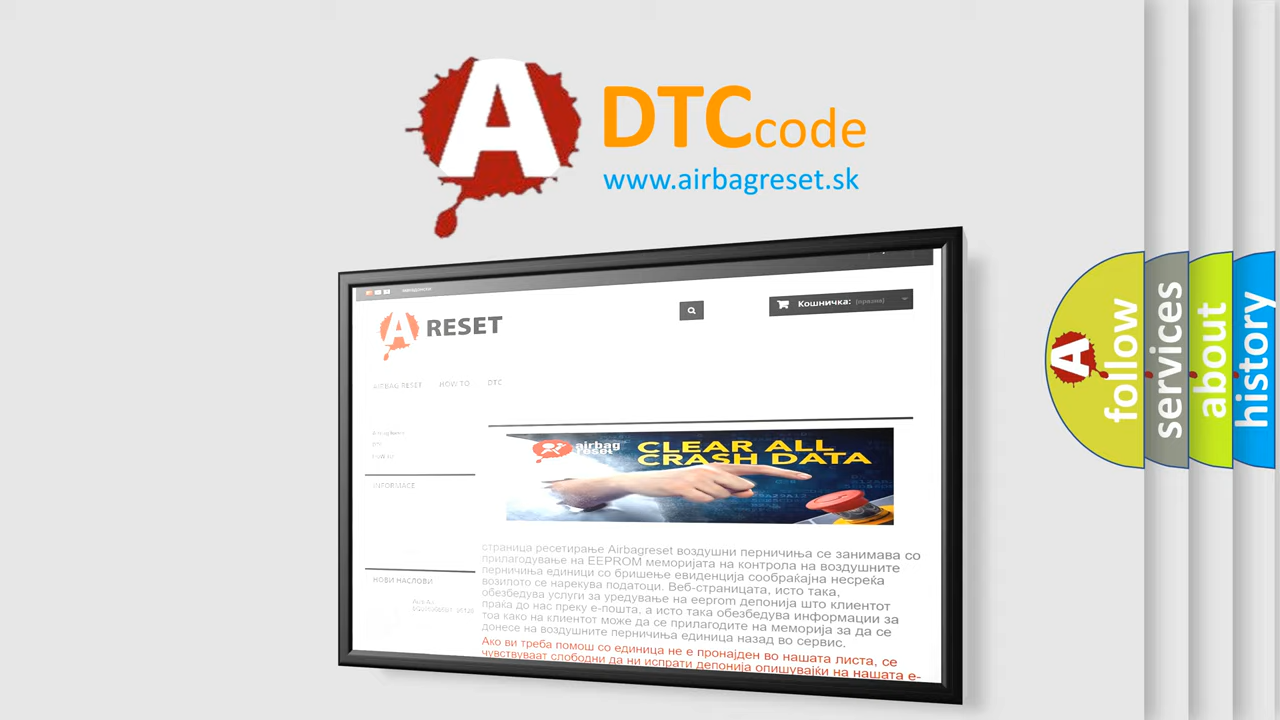 A
DTCcode
www.airbagreset.sk
Кошничка: (празна)
A RESET
AIRBAG RESET HOW TO DTC
airbag
reset
CLEAR ALL
CRASH DATA
INFORMACE
НОВИ НАСЛОВИ
страница ресетирање Airbagreset воздушни перничиња се занимава со
прилагодување на EEPROM меморијата на контрола на воздушните
перничиња единици со бришење евиденција сообраќајна несреќа
возилото се нарекува податоци. Веб-страницата, исто така,
обезбедува услуги за уредување на eeprom депонија што клиентот
праќа до нас преку е-пошта, а исто така обезбедува информации за
тоа како на клиентот може да се прилагодите на меморија за да се
донесе на воздушните перничиња единица назад во сервис.
Ако ви треба помош со единица не е пронајден во нашата листа, се
чувствуваат слободни да ни испрати депонија опишувајќи на нашата е-
A
follow
services
about
history